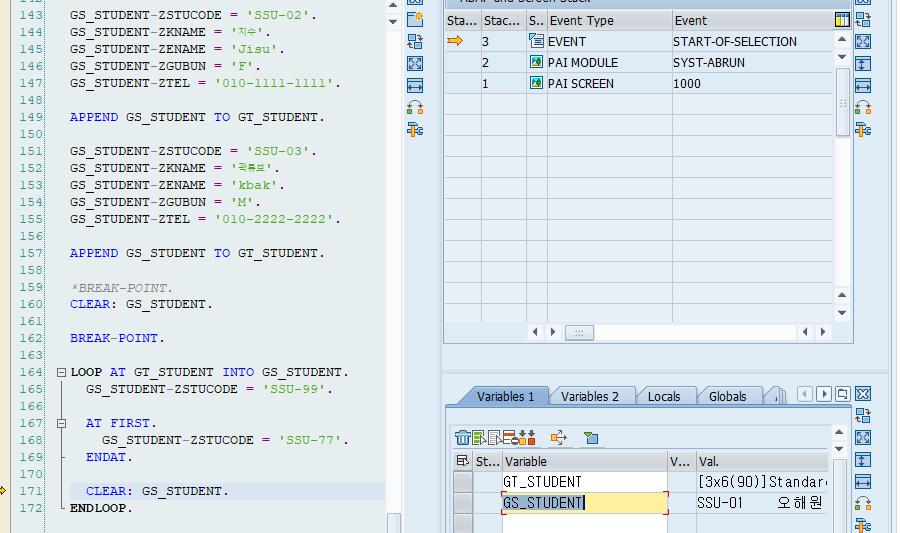 143 GS_STUDENT-ZSTUCODE = 'SSU-02'.
144 GS_STUDENT-ZKNAME = '지수'.
145 GS_STUDENT-ZENAME = 'Jisu'.
146 GS_STUDENT-ZGUBUN = 'F'.
147 GS_STUDENT-ZTEL = '010-1111-1111'.
148
149 APPEND GS_STUDENT TO GT_STUDENT.
150
151 GS_STUDENT-ZSTUCODE = 'SSU-03'.
152 GS_STUDENT-ZKNAME = '곽튜브'.
153 GS_STUDENT-ZENAME = 'kbak'.
154 GS_STUDENT-ZGUBUN = 'M'.
155 GS_STUDENT-ZTEL = '010-2222-2222'.
156
157 APPEND GS_STUDENT TO GT_STUDENT.
158
159 *BREAK-POINT.
160 CLEAR: GS_STUDENT.
161
162 BREAK-POINT.
163
164 LOOP AT GT_STUDENT INTO GS_STUDENT.
165 GS_STUDENT-ZSTUCODE = 'SSU-99'.
166
167 AT FIRST.
168 GS_STUDENT-ZSTUCODE = 'SSU-77'.
169 ENDAT.
170
171 CLEAR: GS_STUDENT.
172 ENDLOOP.
Sta... Stac... S.. Event Type Event
3 EVENT START-OF-SELECTION
2 PAI MODULE SYST-ABRUN
1 PAI SCREEN 1000
Variables 1 Variables 2 Locals Globals
St... Variable V... Val.
GT_STUDENT [3x6(90)]Standard
GS_STUDENT SSU-01 오해원